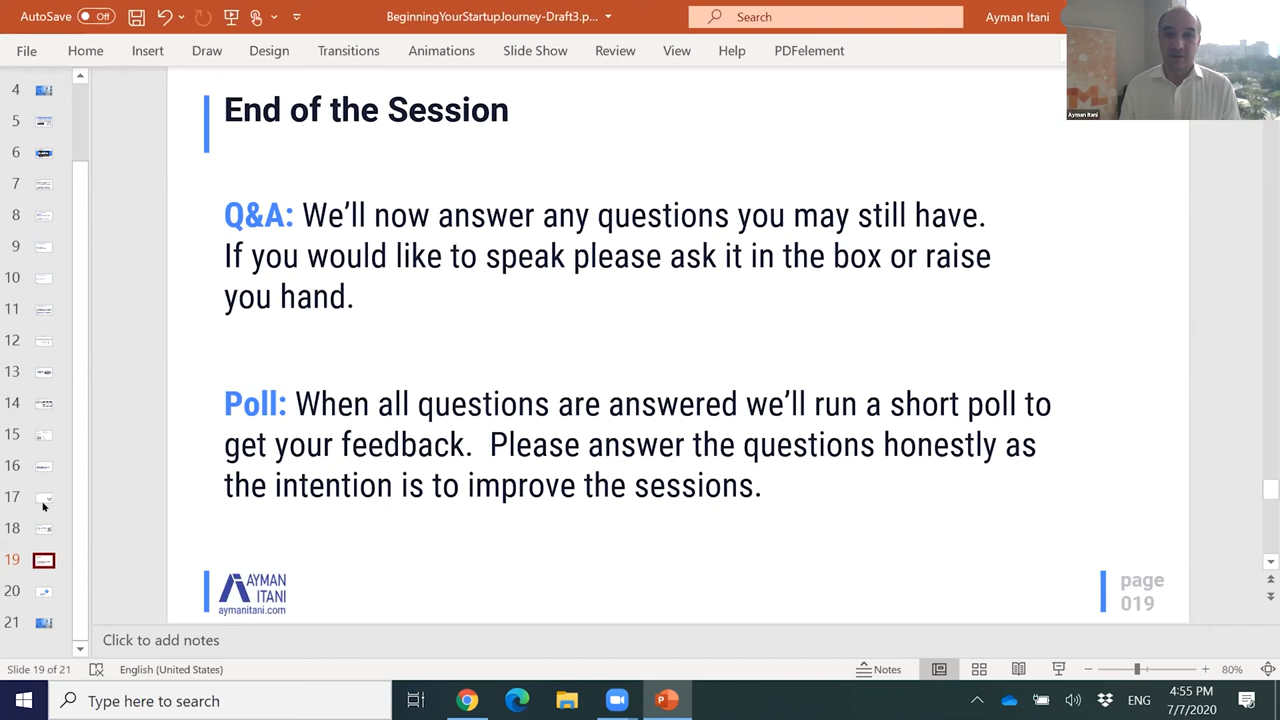 AutoSave Off
BeginningYourStartupJourney-Draft3.p...
Search
Ayman Itani
File Home Insert Draw Design Transitions Animations Slide Show Review View Help PDFelement
Ayman Itani
4
5
6
7
8
9
10
11
12
13
14
15
16
17
18
19
20
21
End of the Session
Q&A: We’ll now answer any questions you may still have.
If you would like to speak please ask it in the box or raise
you hand.
Poll: When all questions are answered we’ll run a short poll to
get your feedback.  Please answer the questions honestly as
the intention is to improve the sessions.
AYMAN
ITANI
aymanitani.com
page
019
Click to add notes
Slide 19 of 21 English (United States) Notes 80%
Type here to search
ENG
4:55 PM
7/7/2020